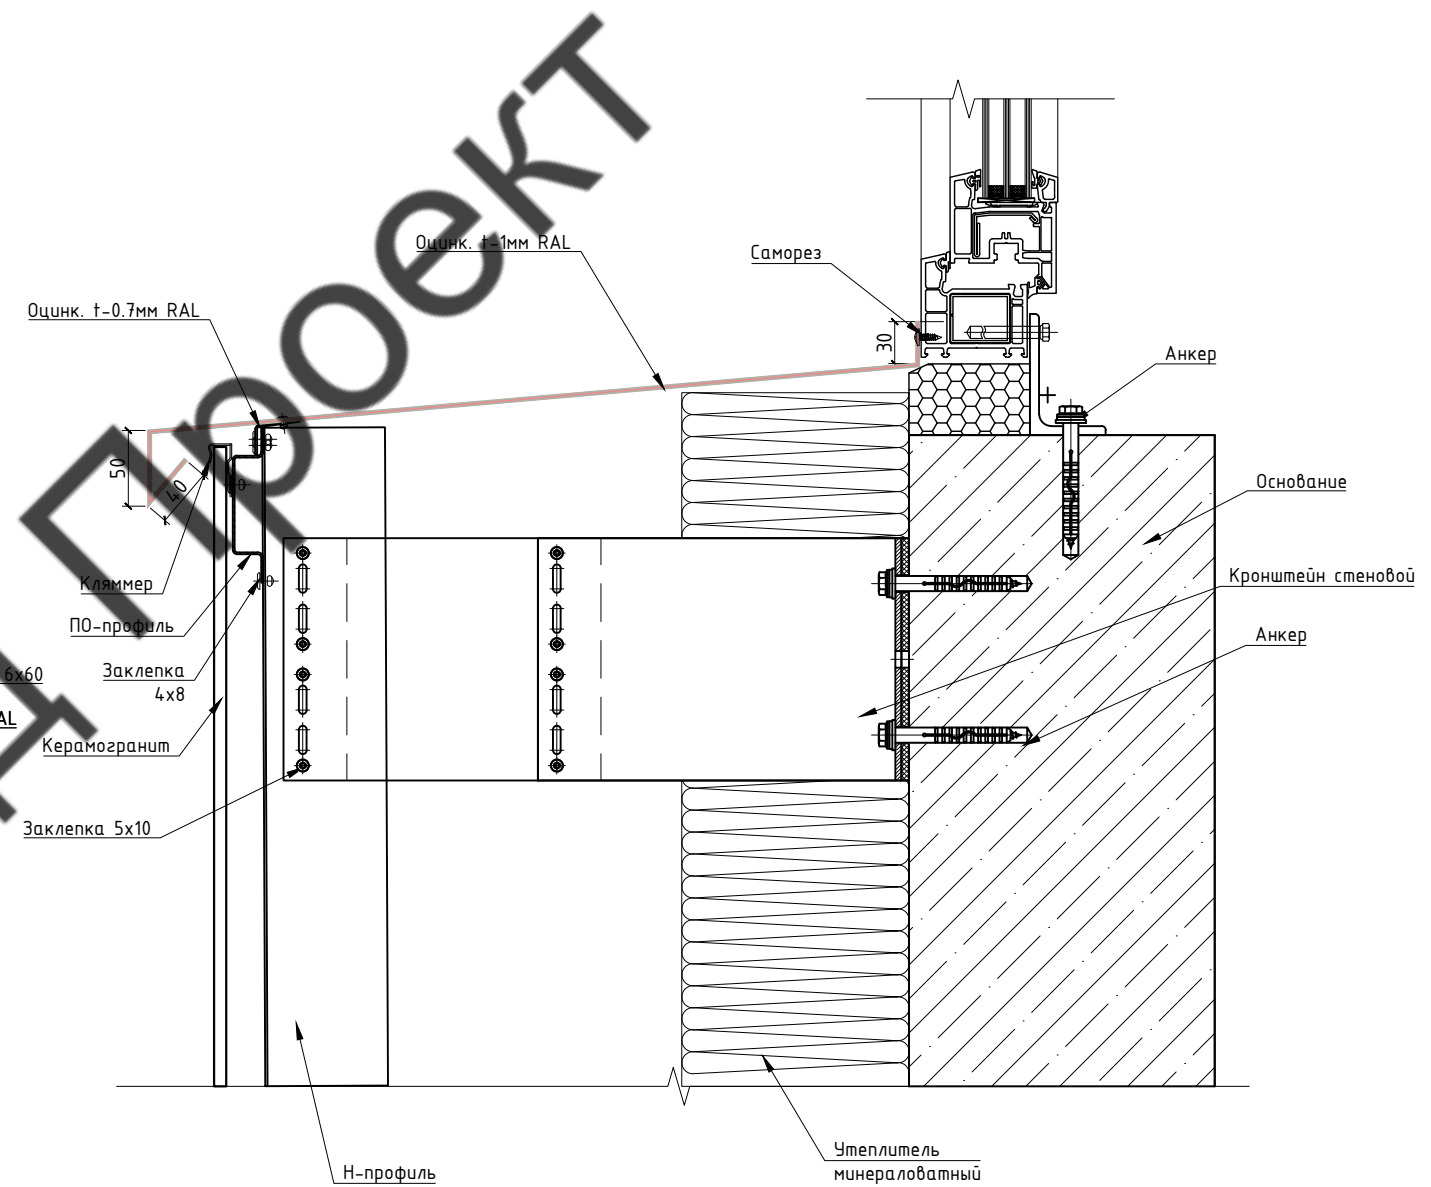 Проект
Оцинк. t-1мм RAL
Саморез
Оцинк. t-0.7мм RAL
30
Анкер
50
40
Основание
Кляммер
Кронштейн стеновой
ПО-профиль
Анкер
6х60
Заклепка
4х8
AL
Керамогранит
Заклепка 5х10
Утеплитель
минераловатный
Н-профиль